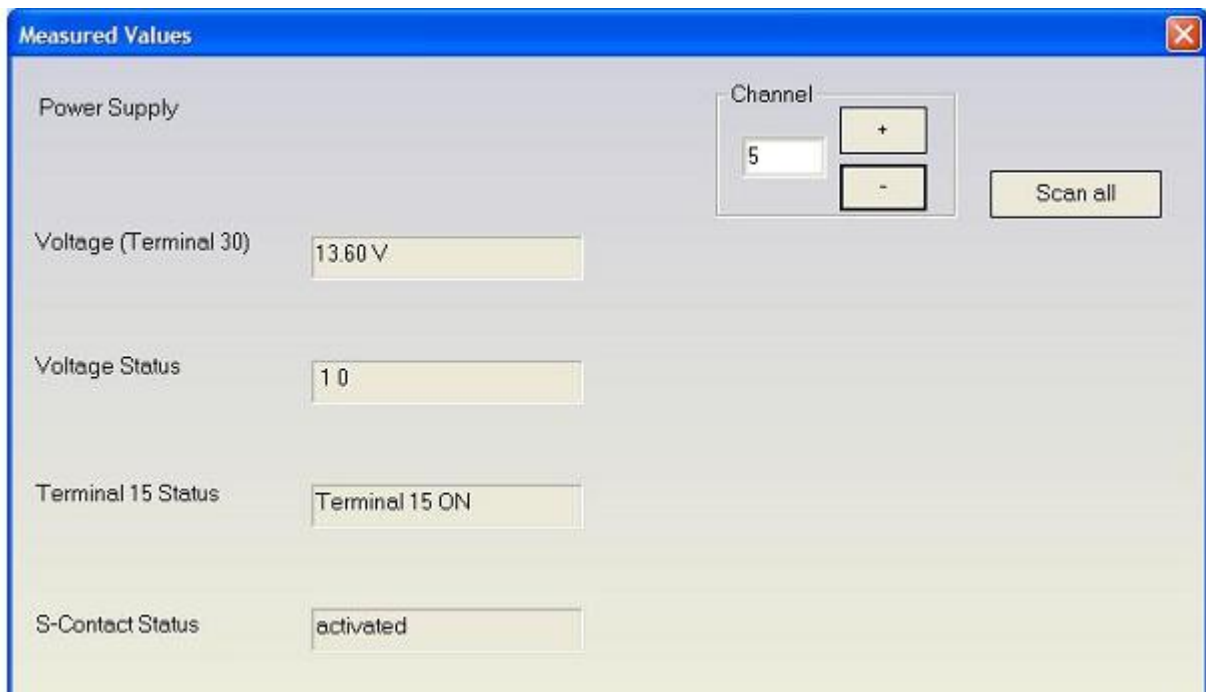 Measured Values
Power Supply
Channel
5
+
-
Scan all
Voltage (Terminal 30)
13.60 V
Voltage Status
1 0
Terminal 15 Status
Terminal 15 ON
S-Contact Status
activated